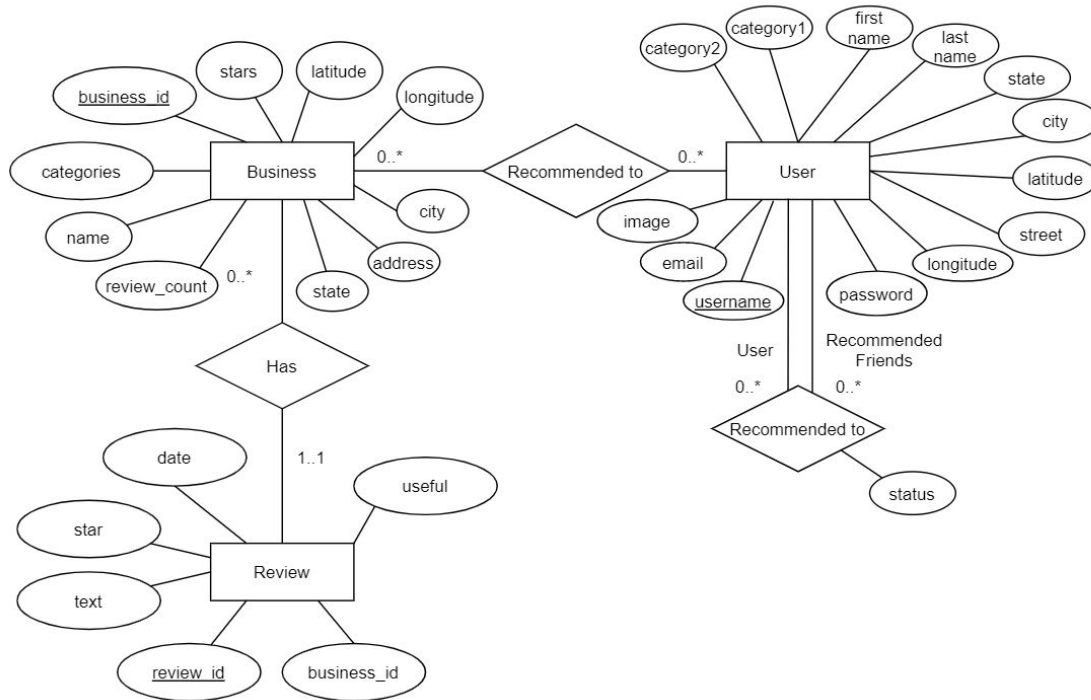 first
name
category1
category2
last
name
stars
latitude
state
business_id
longitude
city
0..*
0..*
categories
Business
Recommended to
User
latitude
city
image
name
street
address
email
longitude
0..*
review_count
state
username
password
User
Recommended
Friends
Has
0..*
0..*
Recommended to
date
1..1
useful
status
star
Review
text
review_id
business_id